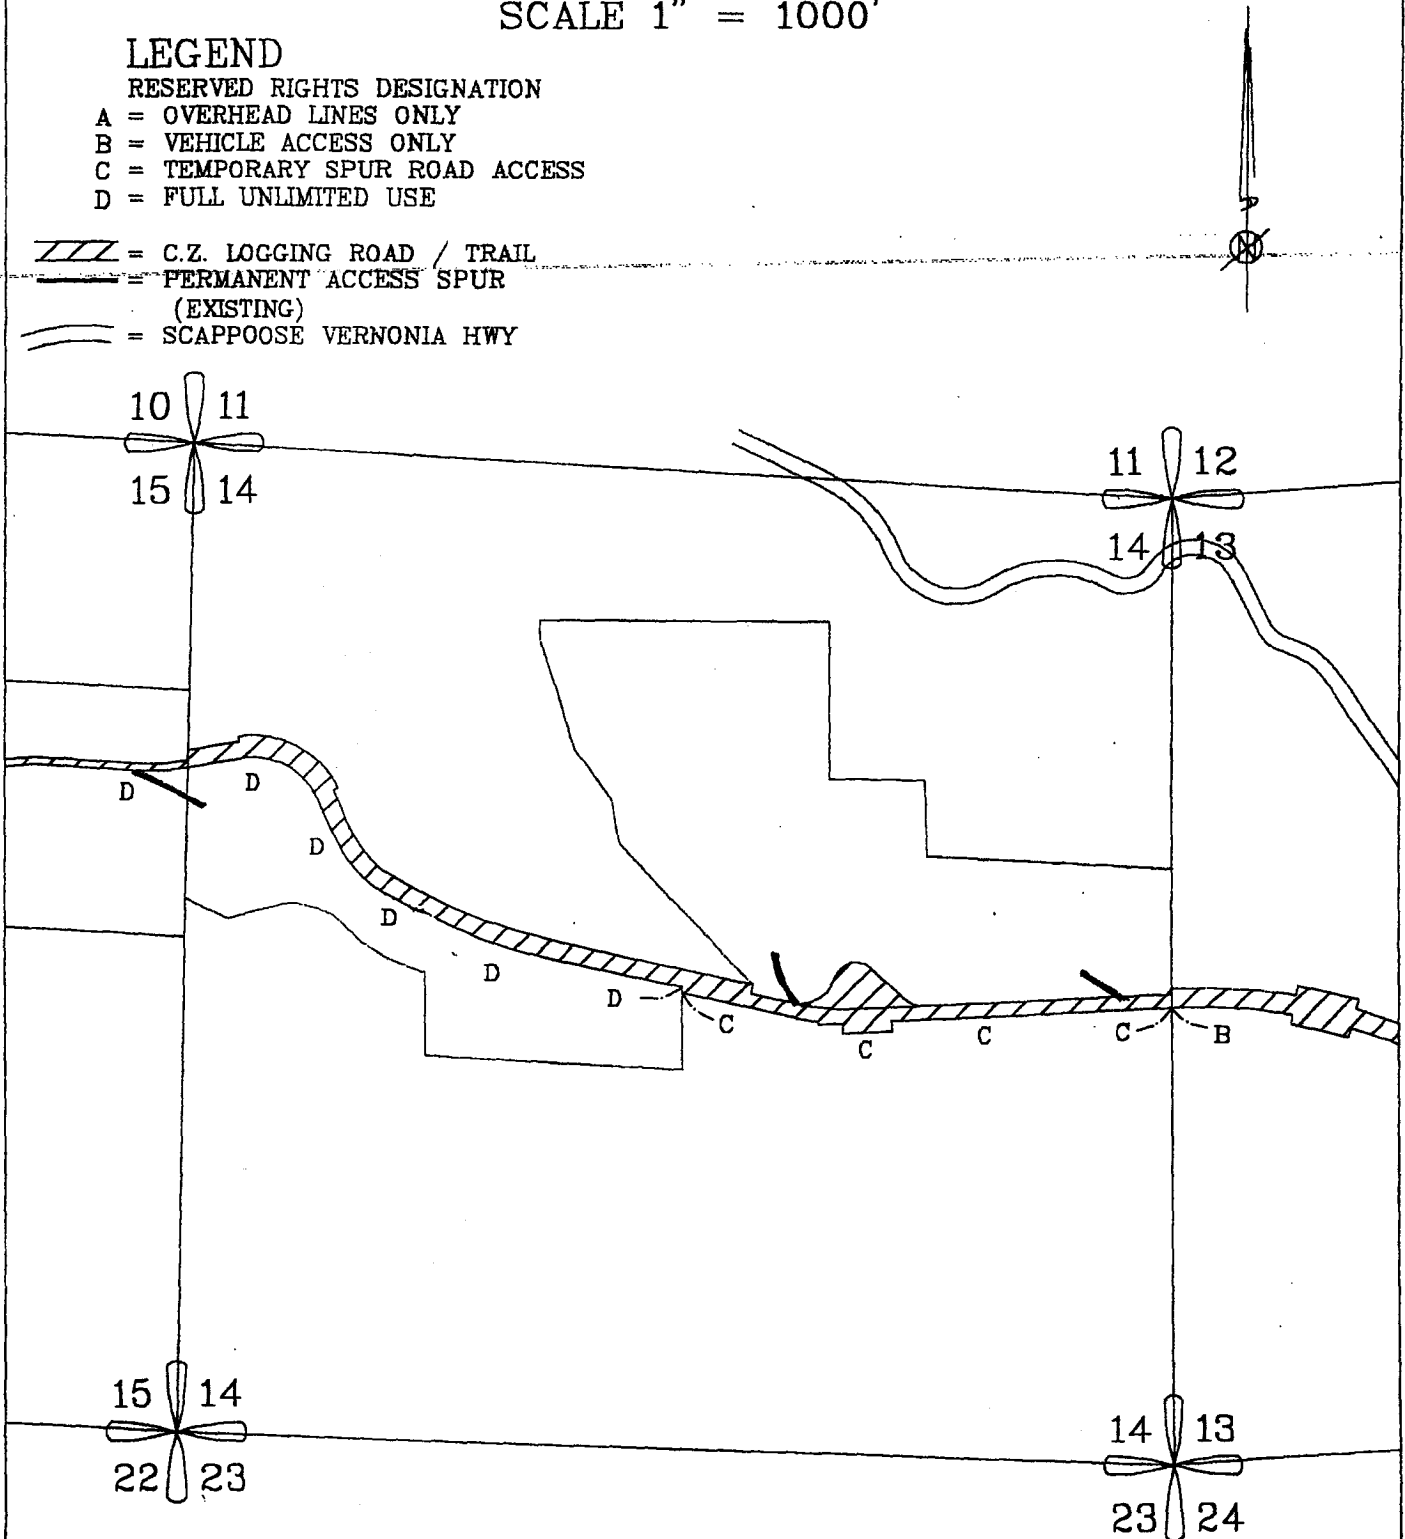 SCALE 1" = 1000'
LEGEND
RESERVED RIGHTS DESIGNATION
A = OVERHEAD LINES ONLY
B = VEHICLE ACCESS ONLY
C = TEMPORARY SPUR ROAD ACCESS
D = FULL UNLIMITED USE
= C.Z. LOGGING ROAD / TRAIL
= PERMANENT ACCESS SPUR
(EXISTING)
= SCAPPOOSE VERNONIA HWY
N
10 11
15 14
11 12
14 13
D
D
D
D
D
D
C
C
C
C
B
15 14
22 23
14 13
23 24